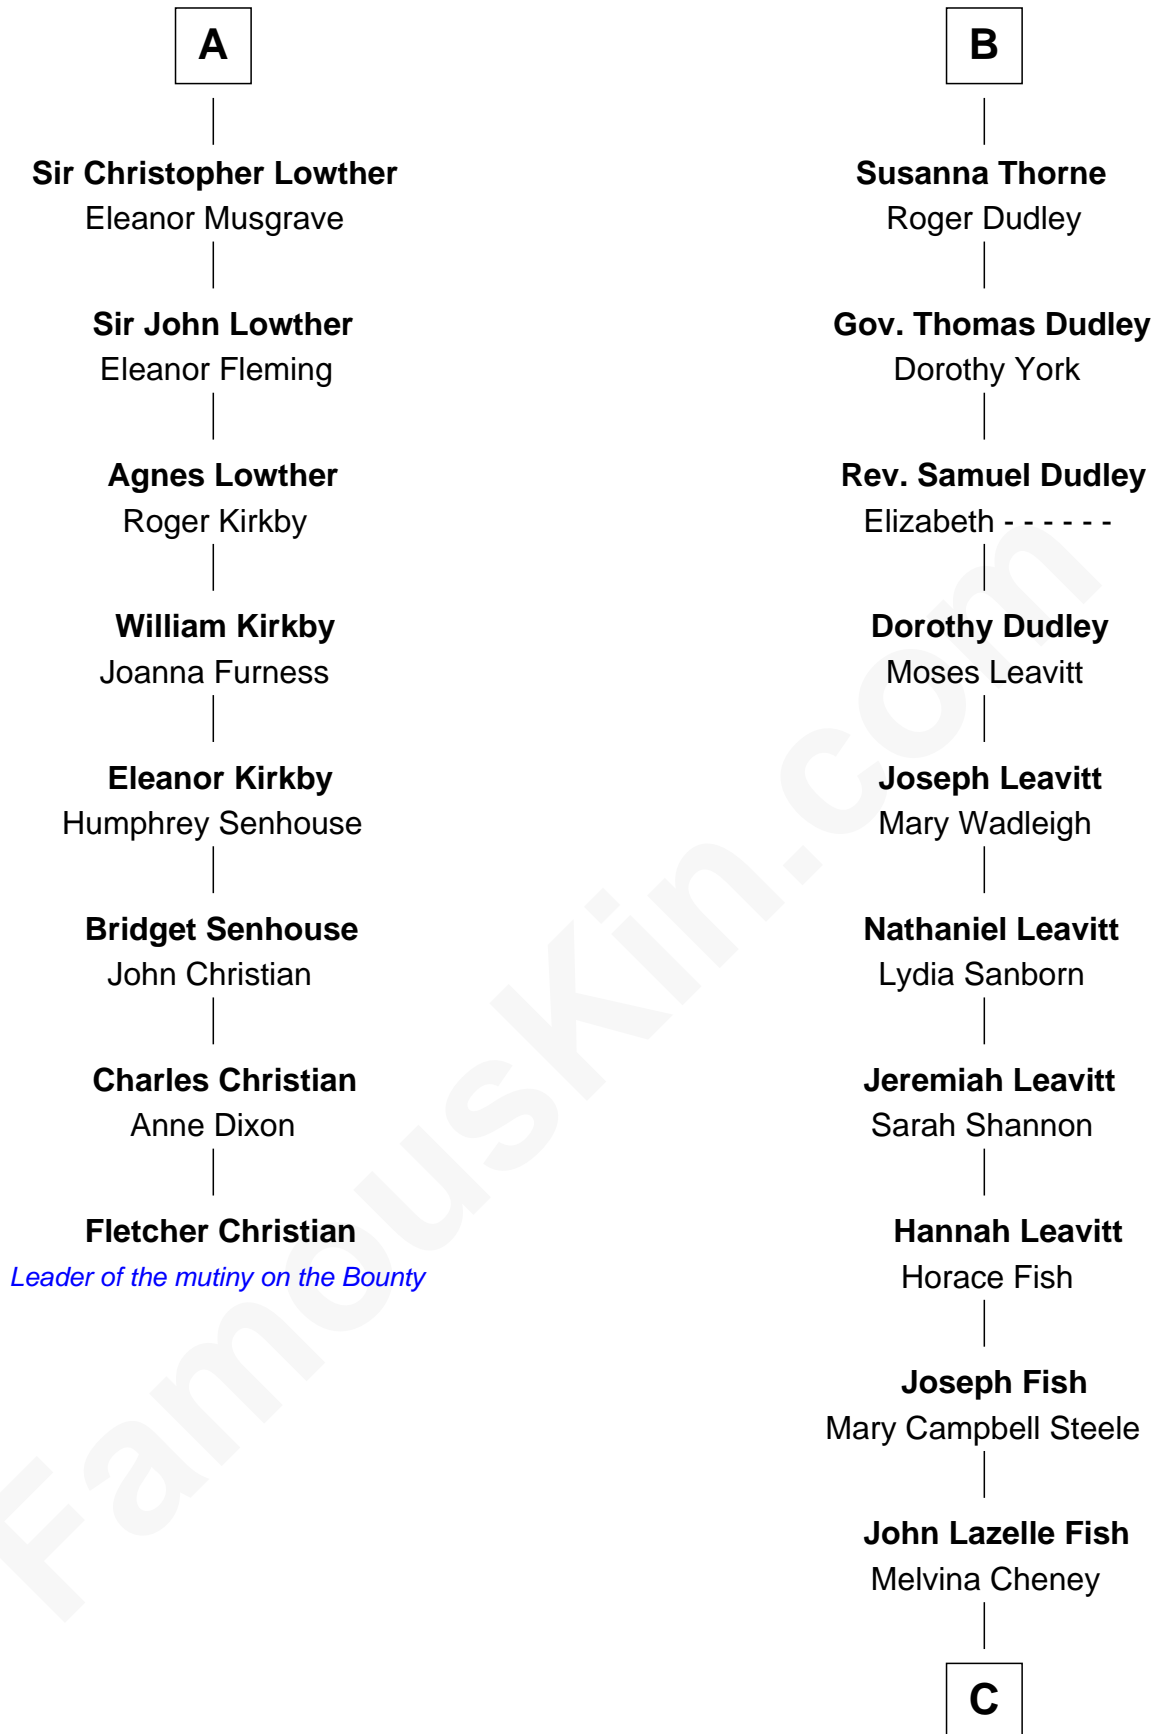 A
Sir Christopher Lowther
Eleanor Musgrave
Sir John Lowther
Eleanor Fleming
Agnes Lowther
Roger Kirkby
William Kirkby
Joanna Furness
Eleanor Kirkby
Humphrey Senhouse
Bridget Senhouse
John Christian
Charles Christian
Anne Dixon
Fletcher Christian
Leader of the mutiny on the Bounty
B
Susanna Thorne
Roger Dudley
Gov. Thomas Dudley
Dorothy York
Rev. Samuel Dudley
Elizabeth - - - - - -
Dorothy Dudley
Moses Leavitt
Joseph Leavitt
Mary Wadleigh
Nathaniel Leavitt
Lydia Sanborn
Jeremiah Leavitt
Sarah Shannon
Hannah Leavitt
Horace Fish
Joseph Fish
Mary Campbell Steele
John Lazelle Fish
Melvina Cheney
C
FamousKin.com